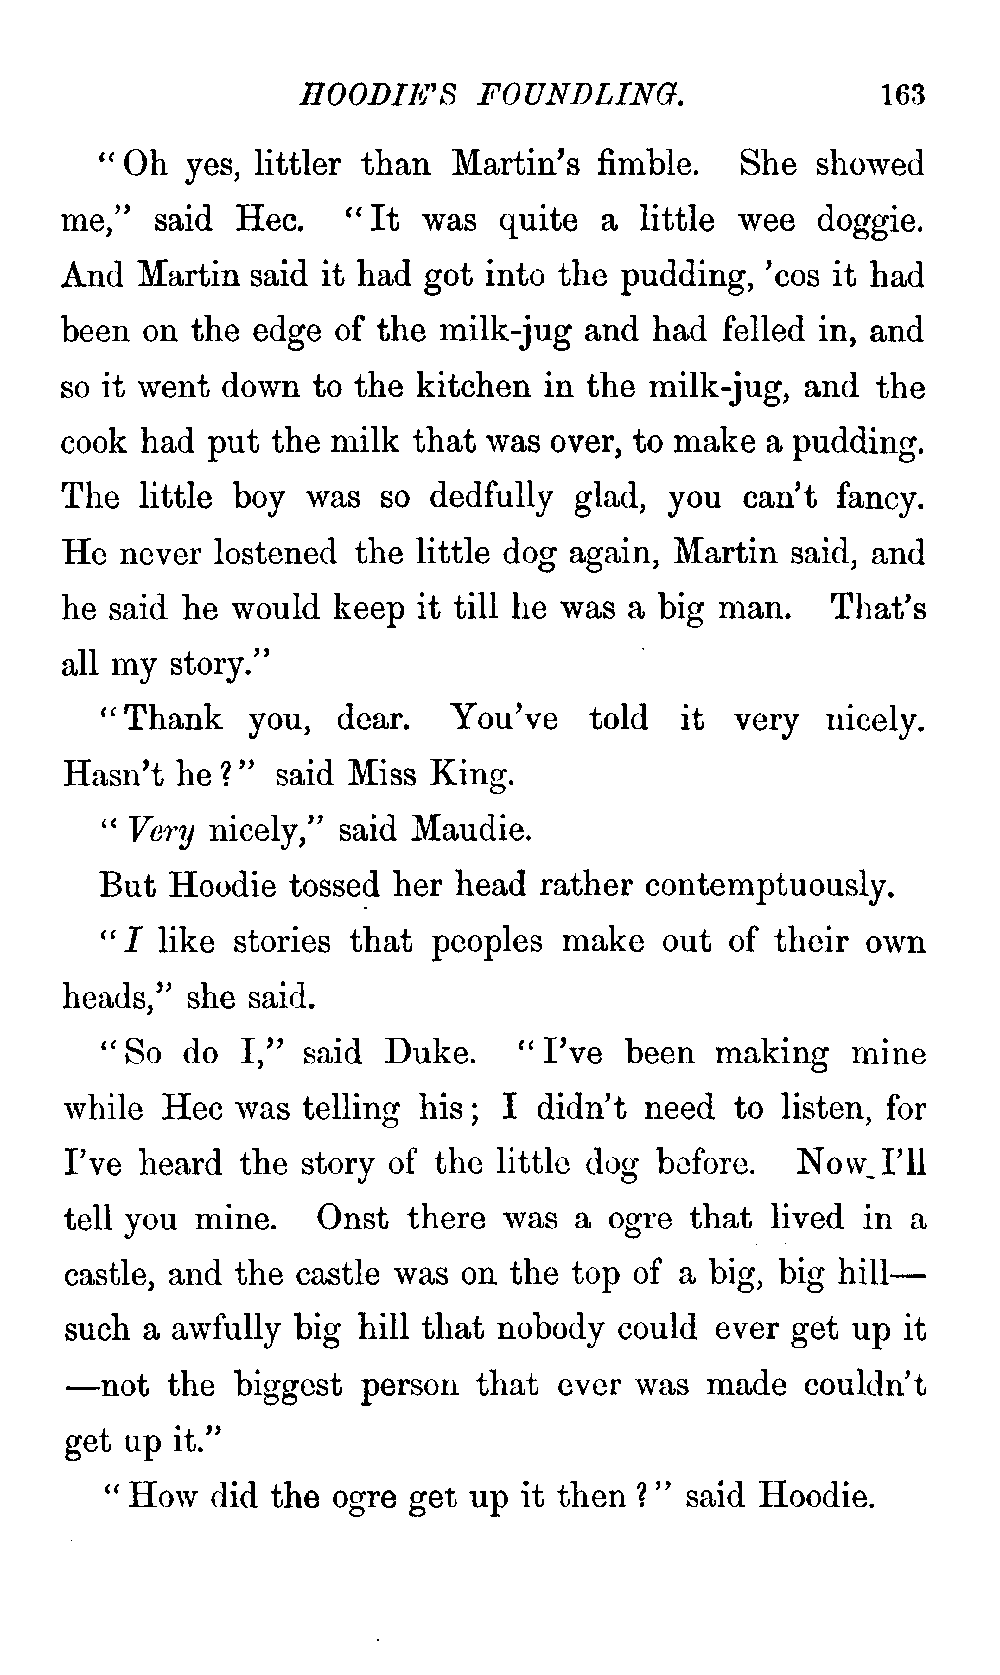 HOODIE'S FOUNDLING. 163
"Oh yes, littler than Martin's fimble. She showed
me," said Hec. "It was quite a little wee doggie.
And Martin said it had got into the pudding, 'cos it had
been on the edge of the milk-jug and had felled in, and
so it went down to the kitchen in the milk-jug, and the
cook had put the milk that was over, to make a pudding.
The little boy was so dedfully glad, you can't fancy.
He never lostened the little dog again, Martin said, and
he said he would keep it till he was a big man. That's
all my story."
"Thank you, dear. You've told it very nicely.
Hasn't he?" said Miss King.
"Very nicely," said Maudie.
But Hoodie tossed her head rather contemptuously.
"I like stories that peoples make out of their own
heads," she said.
"So do I," said Duke. "I've been making mine
while Hec was telling his; I didn't need to listen, for
I've heard the story of the little dog before. Now I'll
tell you mine. Onst there was a ogre that lived in a
castle, and the castle was on the top of a big, big hill—
such a awfully big hill that nobody could ever get up it
—not the biggest person that ever was made couldn't
get up it."
"How did the ogre get up it then?" said Hoodie.